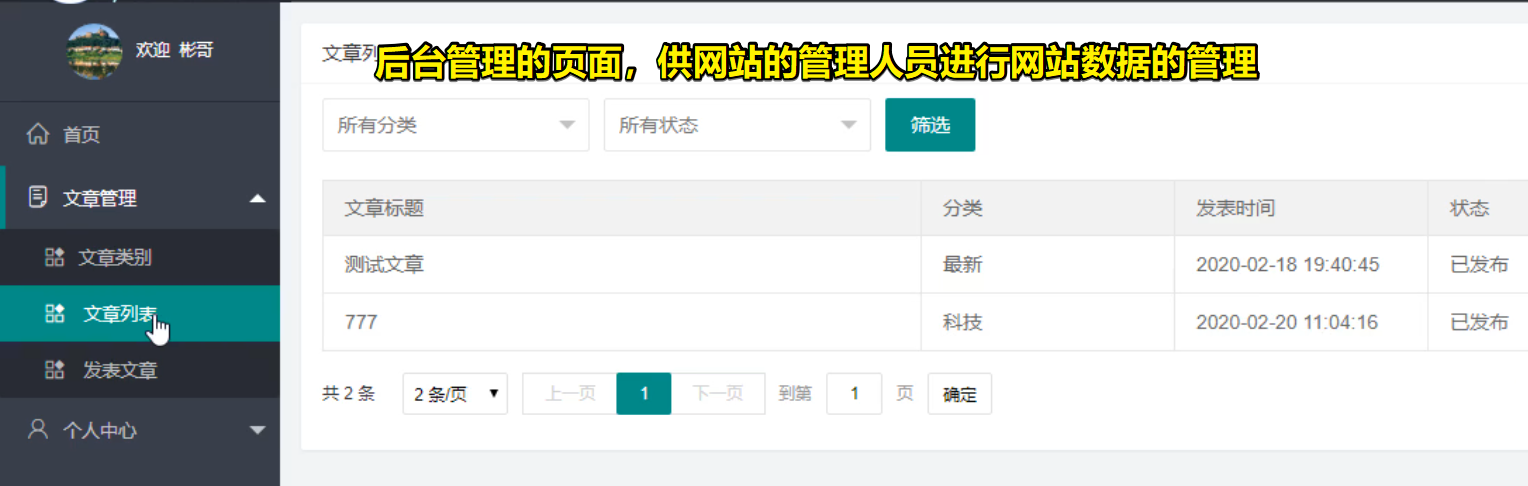 欢迎 彬哥
首页
文章管理
文章类别
文章列表
发表文章
个人中心
文章列
后台管理的页面，供网站的管理人员进行网站数据的管理
所有分类 所有状态 筛选
文章标题 分类 发表时间 状态
测试文章 最新 2020-02-18 19:40:45 已发布
777 科技 2020-02-20 11:04:16 已发布
共 2 条 2 条/页 上一页 1 下一页 到第 1 页 确定